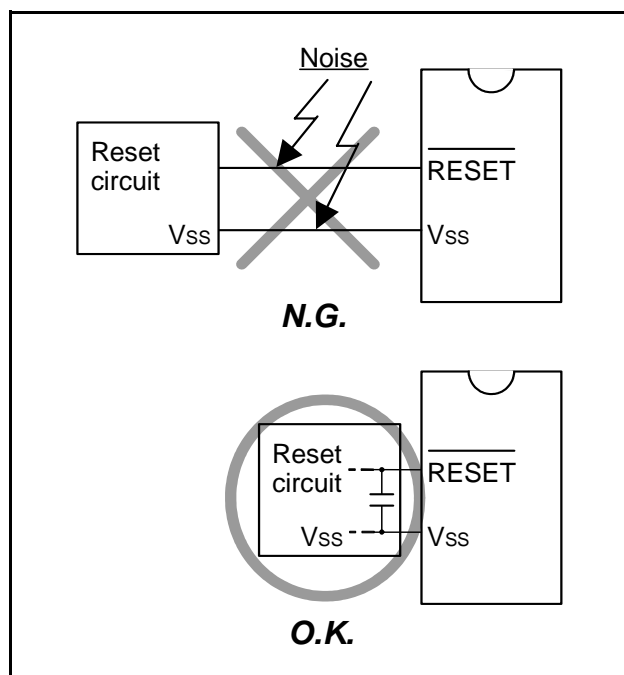 Noise
Reset
circuit
RESET
Vss
Vss
N.G.
Reset
circuit
RESET
Vss
Vss
O.K.